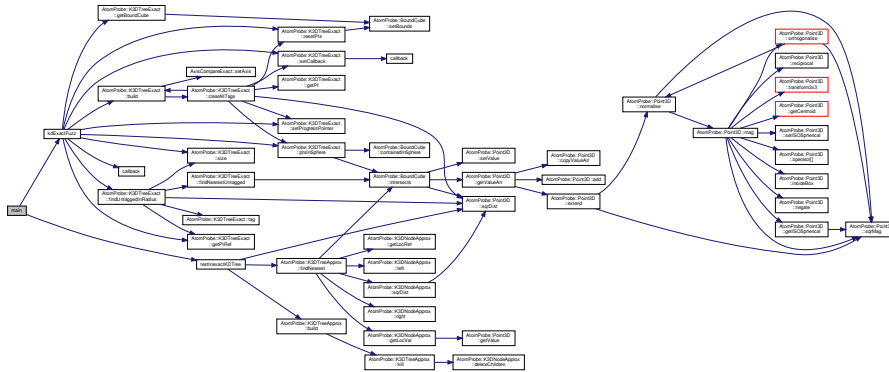 main
kdExactFuzz
testInexactKDTree
AtomProbe::K3DTreeExact
::getBoundCube
AtomProbe::K3DTreeExact
::build
callback
AtomProbe::K3DTreeExact
::findUntaggedInRadius
AxisCompareExact::setAxis
AtomProbe::K3DTreeExact
::clearAllTags
AtomProbe::K3DTreeExact
::size
AtomProbe::K3DTreeExact
::findNearestUntagged
AtomProbe::K3DTreeExact::tag
AtomProbe::K3DTreeExact
::getPtRef
AtomProbe::K3DTreeExact
::resetPts
AtomProbe::K3DTreeExact
::setCallback
AtomProbe::K3DTreeExact
::getPt
AtomProbe::K3DTreeExact
::setProgressPointer
AtomProbe::K3DTreeExact
::ptsInSphere
AtomProbe::K3DTreeApprox
::findNearest
AtomProbe::K3DTreeApprox
::build
AtomProbe::BoundCube
::setBounds
callback
AtomProbe::BoundCube
::containedInSphere
AtomProbe::BoundCube
::intersects
AtomProbe::K3DNodeApprox
::getLocRef
AtomProbe::K3DNodeApprox
::left
AtomProbe::K3DNodeApprox
::sqrDist
AtomProbe::K3DNodeApprox
::right
AtomProbe::K3DNodeApprox
::getLocVal
AtomProbe::K3DTreeApprox
::kill
AtomProbe::Point3D
::setValue
AtomProbe::Point3D
::getValueArr
AtomProbe::Point3D
::sqrDist
AtomProbe::Point3D
::getValue
AtomProbe::K3DNodeApprox
::deleteChildren
AtomProbe::Point3D
::copyValueArr
AtomProbe::Point3D::add
AtomProbe::Point3D
::extend
AtomProbe::Point3D
::normalise
AtomProbe::Point3D::mag
AtomProbe::Point3D
::orthogonalise
AtomProbe::Point3D
::reciprocal
AtomProbe::Point3D
::transform3x3
AtomProbe::Point3D
::getCentroid
AtomProbe::Point3D
::setISOSpherical
AtomProbe::Point3D
::operator[]
AtomProbe::Point3D
::insideBox
AtomProbe::Point3D
::negate
AtomProbe::Point3D
::getISOSpherical
AtomProbe::Point3D
::sqrMag